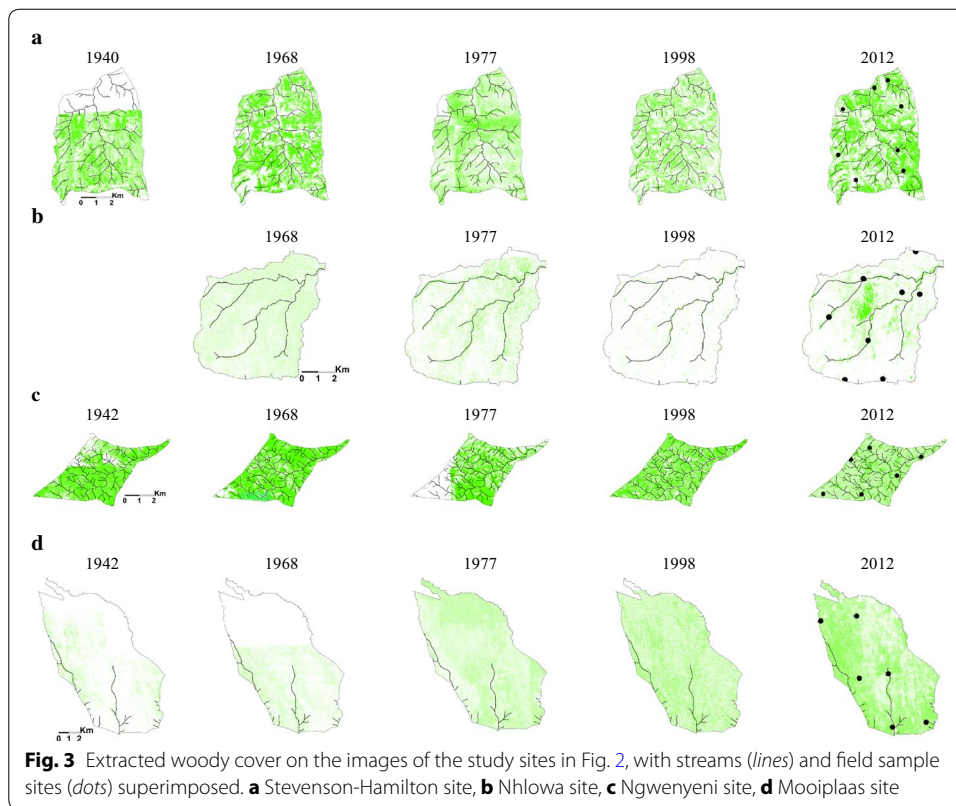 a
1940 1968 1977 1998 2012
0 1 2 Km
b
1968 1977 1998 2012
0 1 2 Km
c
1942 1968 1977 1998 2012
0 1 2 Km
d
1942 1968 1977 1998 2012
0 1 2 Km
Fig. 3 Extracted woody cover on the images of the study sites in Fig. 2, with streams (lines) and field sample
sites (dots) superimposed. a Stevenson-Hamilton site, b Nhlowa site, c Ngwenyeni site, d Mooiplaas site